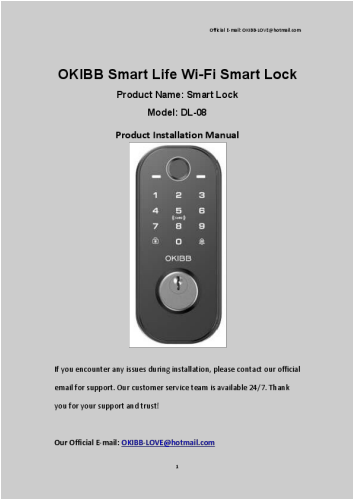 Official E-mail: OKIBB-LOVE@hotmail.com
OKIBB Smart Life Wi-Fi Smart Lock
Product Name: Smart Lock
Model: DL-08
Product Installation Manual
1 2 3
4 5 6
7 8 9
0
OKIBB
If you encounter any issues during installation, please contact our official
email for support. Our customer service team is available 24/7. Thank
you for your support and trust!
Our Official E-mail: OKIBB-LOVE@hotmail.com
1